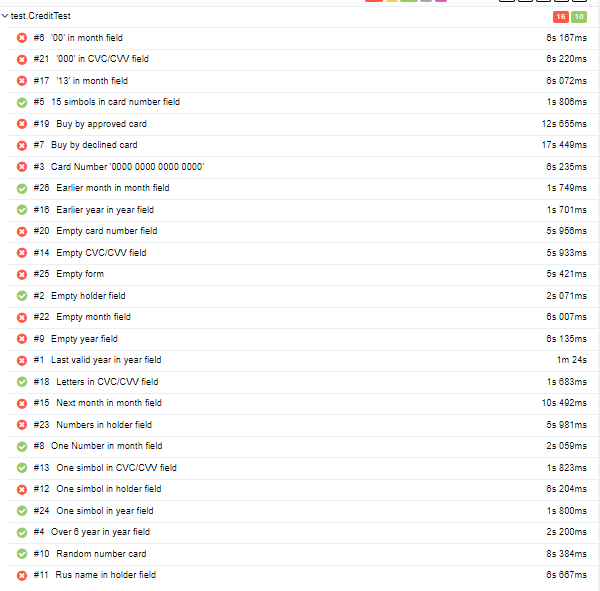 test.CreditTest 16 10
#6 '00' in month field 6s 167ms
#21 '000' in CVC/CVV field 6s 220ms
#17 '13' in month field 6s 072ms
#5 15 simbols in card number field 1s 806ms
#19 Buy by approved card 12s 655ms
#7 Buy by declined card 17s 449ms
#3 Card Number '0000 0000 0000 0000' 6s 235ms
#26 Earlier month in month field 1s 749ms
#16 Earlier year in year field 1s 701ms
#20 Empty card number field 5s 956ms
#14 Empty CVC/CVV field 5s 933ms
#25 Empty form 5s 421ms
#2 Empty holder field 2s 071ms
#22 Empty month field 6s 007ms
#9 Empty year field 6s 135ms
#1 Last valid year in year field 1m 24s
#18 Letters in CVC/CVV field 1s 683ms
#15 Next month in month field 10s 492ms
#23 Numbers in holder field 5s 981ms
#8 One Number in month field 2s 059ms
#13 One simbol in CVC/CVV field 1s 823ms
#12 One simbol in holder field 6s 204ms
#24 One simbol in year field 1s 800ms
#4 Over 6 year in year field 2s 200ms
#10 Random number card 8s 384ms
#11 Rus name in holder field 6s 667ms